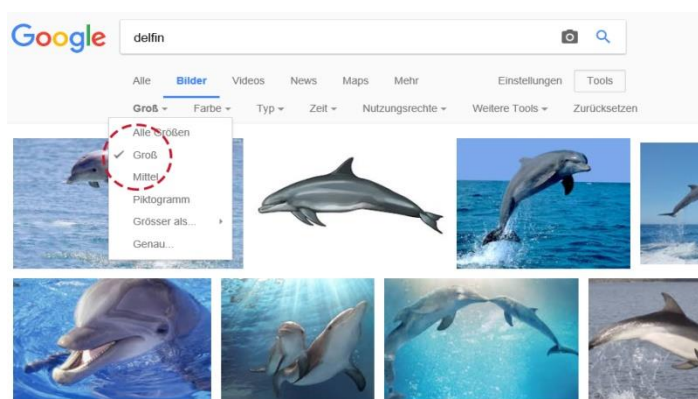 Google delfin
Alle Bilder Videos News Maps Mehr Einstellungen Tools
Groß Farbe Typ Zeit Nutzungsrechte Weitere Tools Zurücksetzen
Alle Größen
Groß
Mittel
Piktogramm
Grösser als...
Genau...